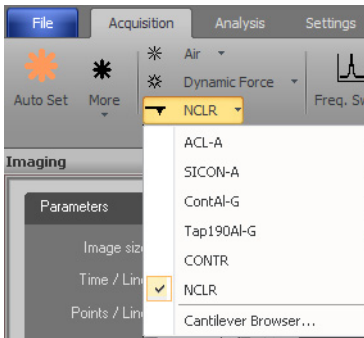 File Acquisition Analysis Settings
Air
Dynamic Force
Auto Set More NCLR Freq. Sw
ACL-A
Imaging
SICON-A
ContAl-G
Parameters
Tap190Al-G
Image size
CONTR
Time / Line
NCLR
Points / Line
Cantilever Browser...